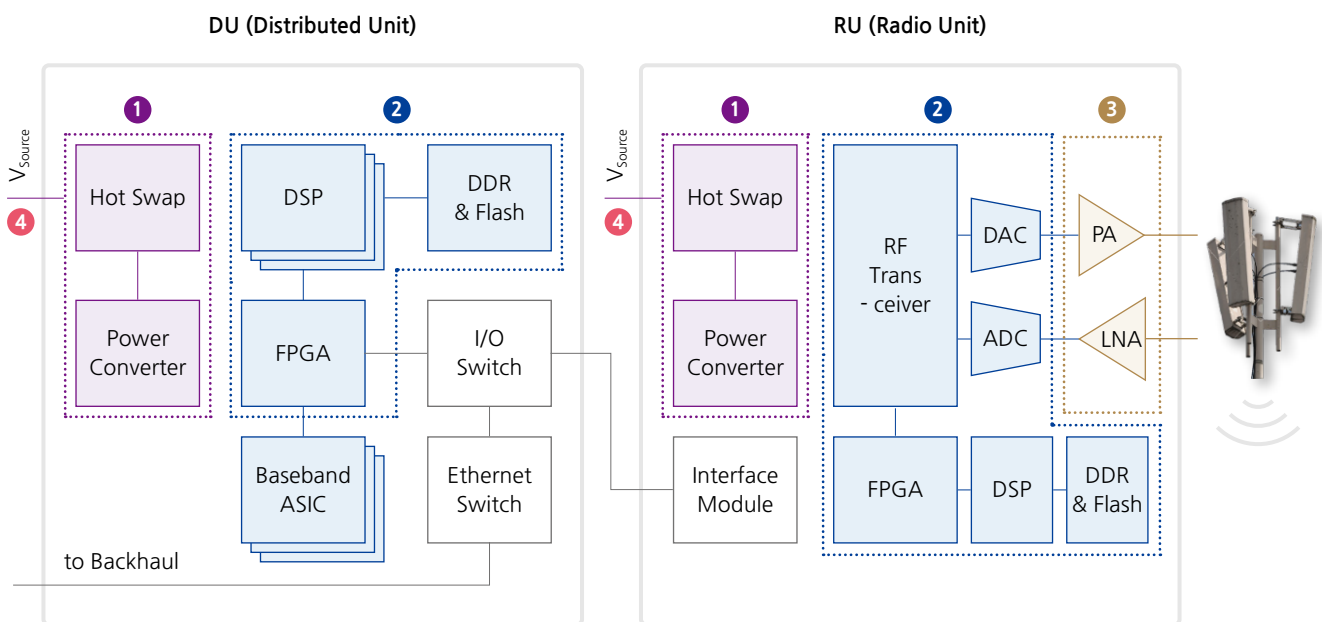 DU (Distributed Unit)
1
2
V_Source
4
Hot Swap
Power
Converter
DSP
DDR
& Flash
FPGA
I/O
Switch
Baseband
ASIC
Ethernet
Switch
to Backhaul
RU (Radio Unit)
1
2
3
V_Source
4
Hot Swap
Power
Converter
Interface
Module
RF
Trans
- ceiver
DAC
ADC
PA
LNA
FPGA
DSP
DDR
& Flash